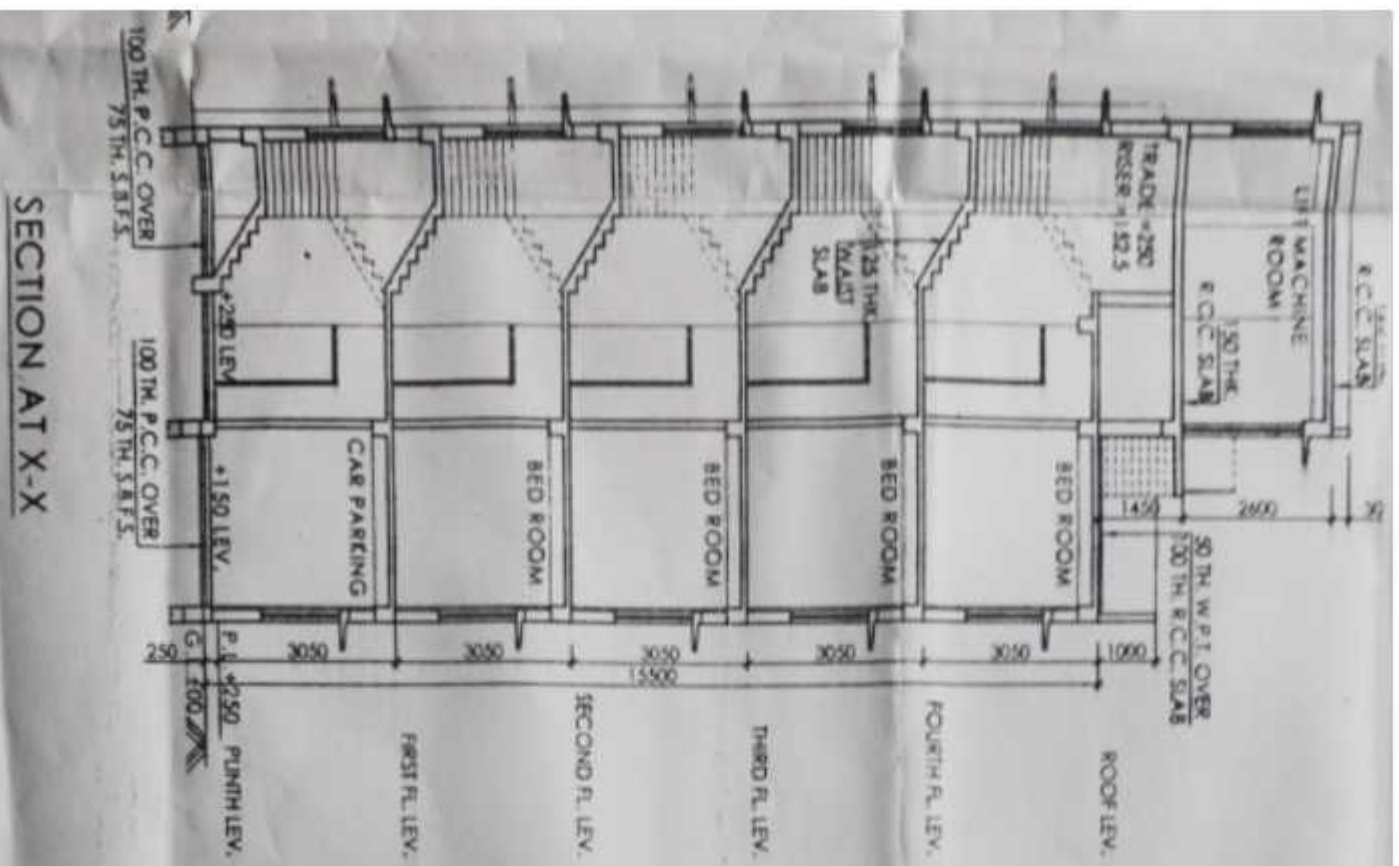 R.C.C. SLAB
LIFT MACHINE
ROOM
150 THK.
R.C.C. SLAB
TRADE =250
RISER =152.5
125 THK.
WAIST
SLAB
2600
1450
50 TH. W.P.T. OVER
100 TH. R.C.C. SLAB
1000
ROOF LEV.
BED ROOM
3050
FOURTH FL. LEV.
BED ROOM
3050
THIRD FL. LEV.
BED ROOM
3050
15500
SECOND FL. LEV.
BED ROOM
3050
FIRST FL. LEV.
CAR PARKING
3050
+250 LEV.
+150 LEV.
P.L. +250 PLINTH LEV.
250
100 TH. P.C.C. OVER
75 TH. S.B.F.S.
100 TH. P.C.C. OVER
75 TH. S.B.F.S.
SECTION AT X-X